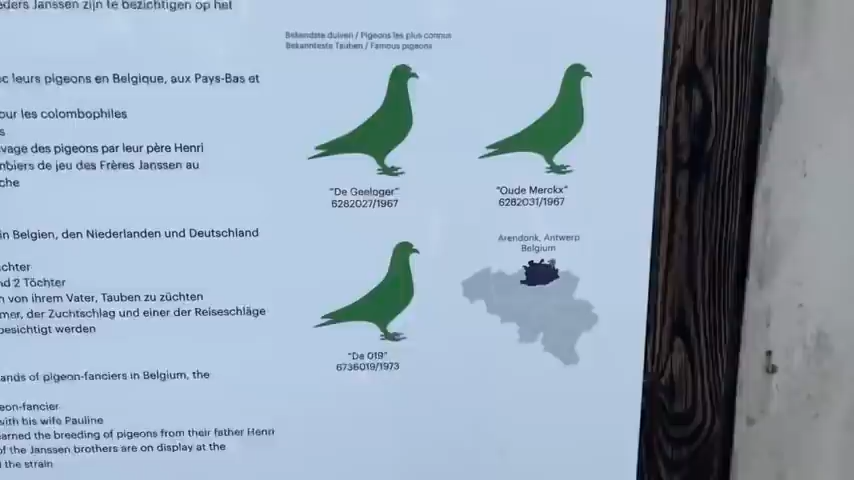 eders Janssen zijn te bezichtigen op het
c leurs pigeons en Belgique, aux Pays-Bas et
our les colombophiles
s
vage des pigeons par leur père Henri
nbiers de jeu des Frères Janssen au
che
in Belgien, den Niederlanden und Deutschland
chter
nd 2 Töchter
n von ihrem Vater, Tauben zu züchten
mer, der Zuchtschlag und einer der Reiseschläge
besichtigt werden
ands of pigeon-fanciers in Belgium, the
eon-fancier
with his wife Pauline
arned the breeding of pigeons from their father Henri
of the Janssen brothers are on display at the
d the strain
Bekendste duiven / Pigeons les plus connus
Bekannteste Tauben / Famous pigeons
"De Geeloger"
6282027/1967
"Oude Merckx"
6282031/1967
"De 019"
6736019/1973
Arendonk, Antwerp
Belgium